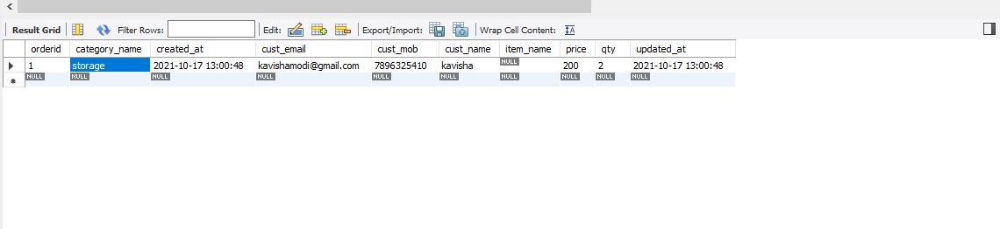 Result Grid Filter Rows: Edit: Export/Import: Wrap Cell Content:
orderid category_name created_at cust_email cust_mob cust_name item_name price qty updated_at
1 storage 2021-10-17 13:00:48 kavishamodi@gmail.com 7896325410 kavisha NULL 200 2 2021-10-17 13:00:48
NULL NULL NULL NULL NULL NULL NULL NULL NULL NULL